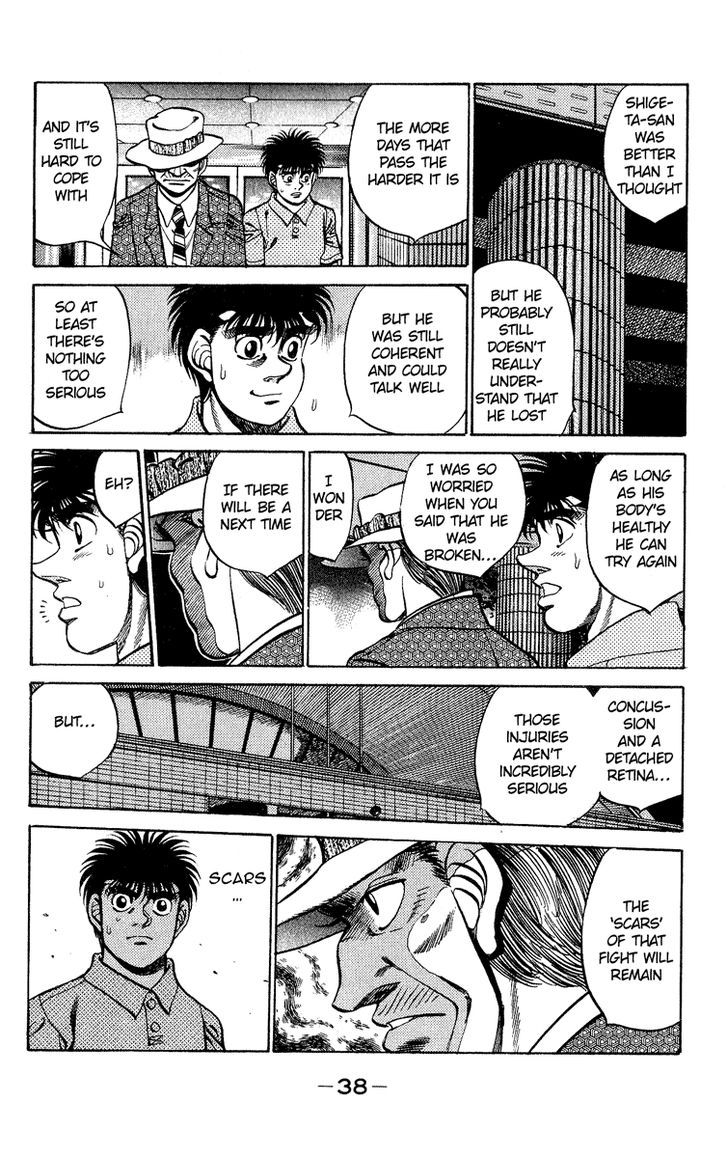 SHIGE-
TA-SAN
WAS
BETTER
THAN I
THOUGHT
BUT HE
PROBABLY
STILL
DOESN'T
REALLY
UNDER-
STAND THAT
HE LOST
THE MORE
DAYS THAT
PASS THE
HARDER IT IS
AND IT'S
STILL
HARD TO
COPE
WITH
BUT HE
WAS STILL
COHERENT
AND COULD
TALK WELL
SO AT
LEAST
THERE'S
NOTHING
TOO
SERIOUS
AS LONG
AS HIS
BODY'S
HEALTHY
HE CAN
TRY AGAIN
I WAS SO
WORRIED
WHEN YOU
SAID THAT HE
WAS
BROKEN...
I
WON
DER
IF THERE
WILL BE A
NEXT TIME
EH?
CONCUS-
SION
AND A
DETACHED
RETINA...
THOSE
INJURIES
AREN'T
INCREDIBLY
SERIOUS
BUT...
THE
'SCARS'
OF THAT
FIGHT WILL
REMAIN
SCARS
...
— 38 —